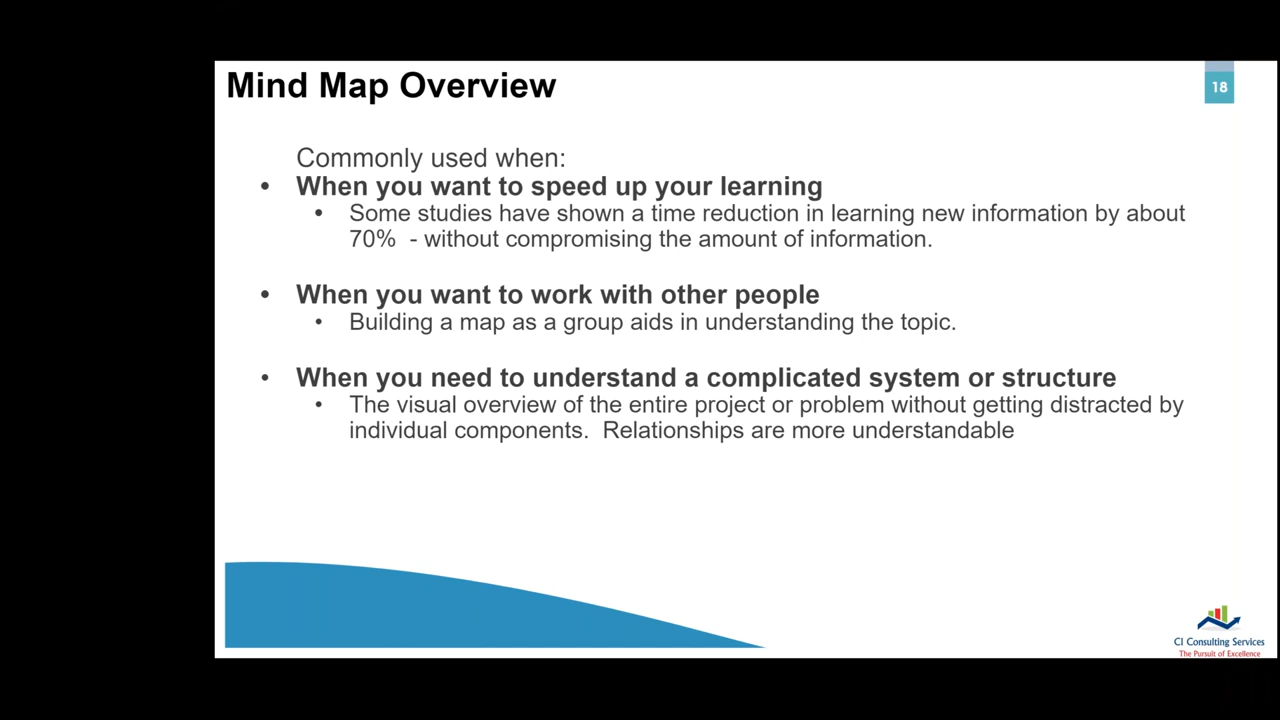 Mind Map Overview
18
Commonly used when:
• When you want to speed up your learning
• Some studies have shown a time reduction in learning new information by about
70%  - without compromising the amount of information.
• When you want to work with other people
• Building a map as a group aids in understanding the topic.
• When you need to understand a complicated system or structure
• The visual overview of the entire project or problem without getting distracted by
individual components.  Relationships are more understandable
CI Consulting Services
The Pursuit of Excellence